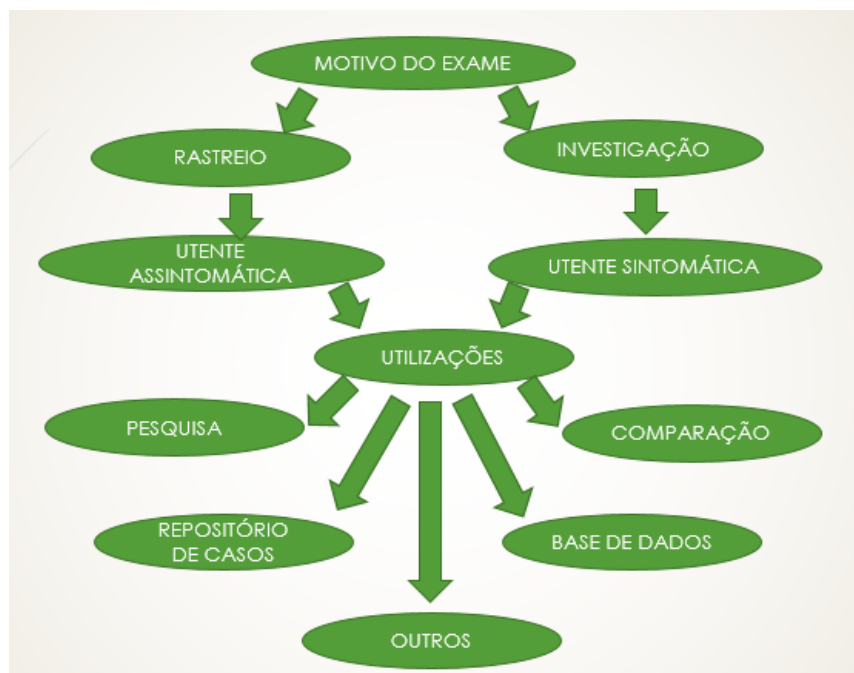 MOTIVO DO EXAME
RASTREIO
INVESTIGAÇÃO
UTENTE
ASSINTOMÁTICA
UTENTE SINTOMÁTICA
UTILIZAÇÕES
PESQUISA
COMPARAÇÃO
REPOSITÓRIO
DE CASOS
BASE DE DADOS
OUTROS